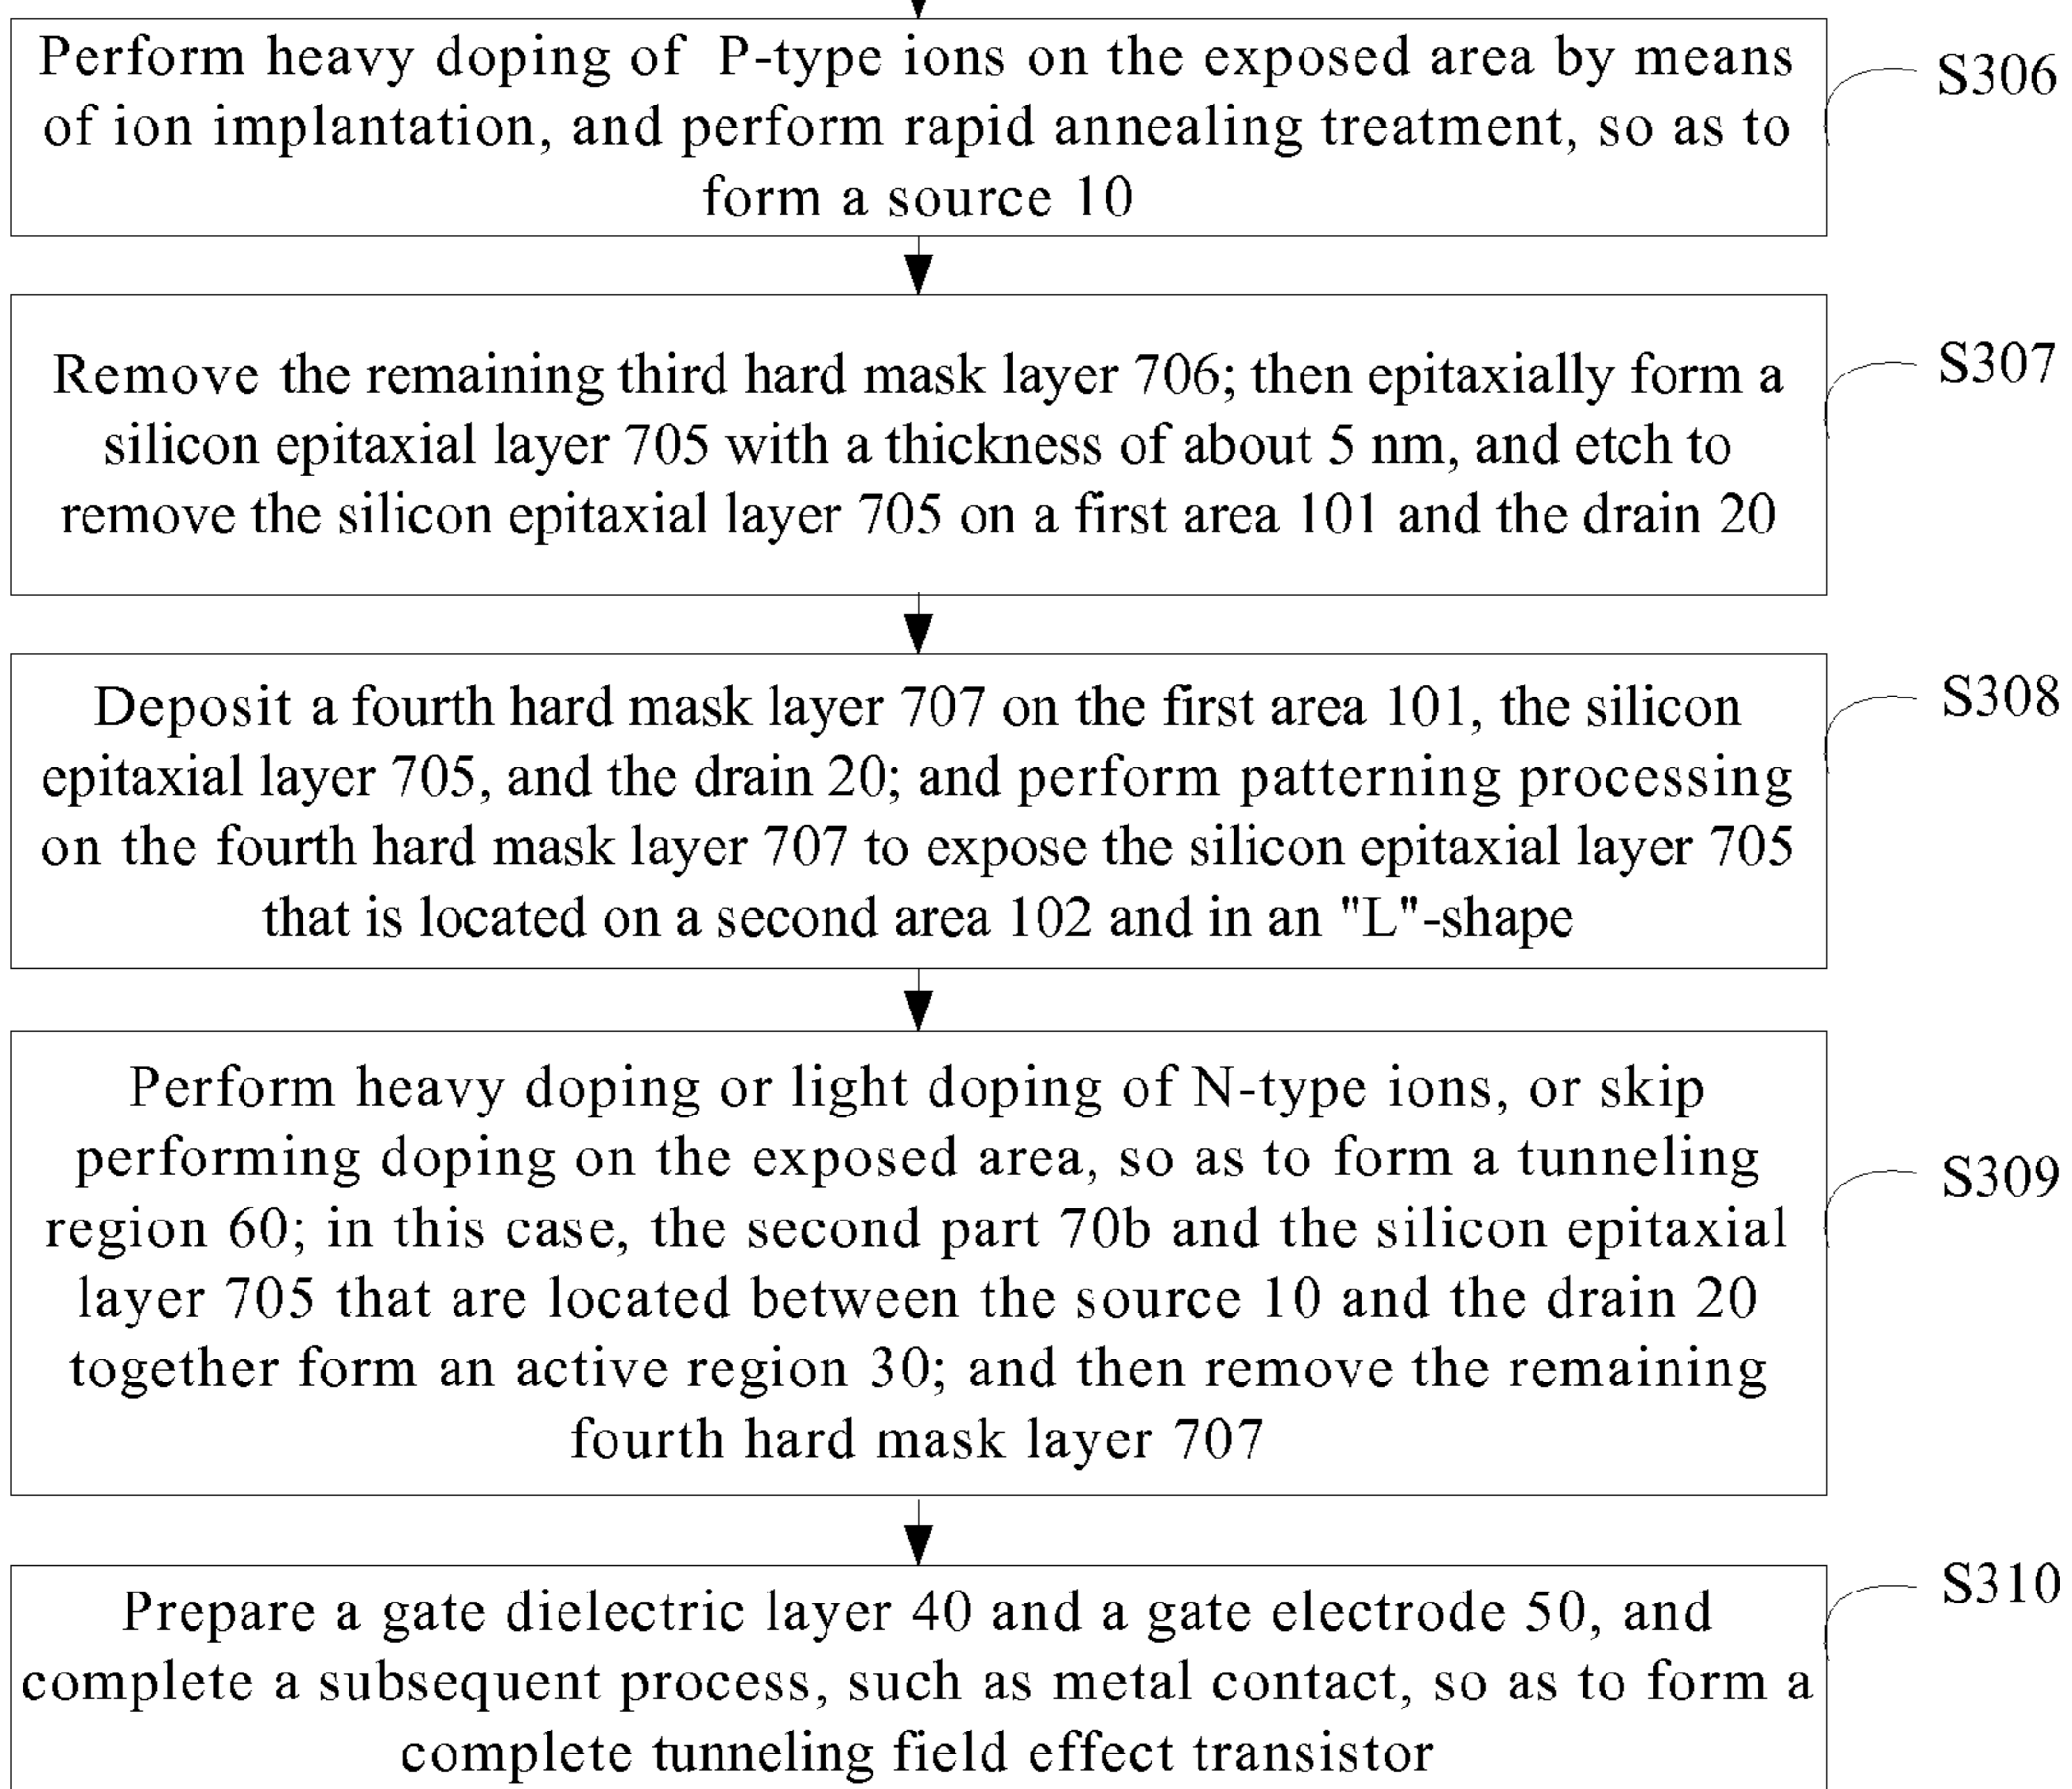 Perform heavy doping of P-type ions on the exposed area by means
of ion implantation, and perform rapid annealing treatment, so as to
form a source 10
S306
Remove the remaining third hard mask layer 706; then epitaxially form a
silicon epitaxial layer 705 with a thickness of about 5 nm, and etch to
remove the silicon epitaxial layer 705 on a first area 101 and the drain 20
S307
Deposit a fourth hard mask layer 707 on the first area 101, the silicon
epitaxial layer 705, and the drain 20; and perform patterning processing
on the fourth hard mask layer 707 to expose the silicon epitaxial layer 705
that is located on a second area 102 and in an "L"-shape
S308
Perform heavy doping or light doping of N-type ions, or skip
performing doping on the exposed area, so as to form a tunneling
region 60; in this case, the second part 70b and the silicon epitaxial
layer 705 that are located between the source 10 and the drain 20
together form an active region 30; and then remove the remaining
fourth hard mask layer 707
S309
Prepare a gate dielectric layer 40 and a gate electrode 50, and
complete a subsequent process, such as metal contact, so as to form a
complete tunneling field effect transistor
S310